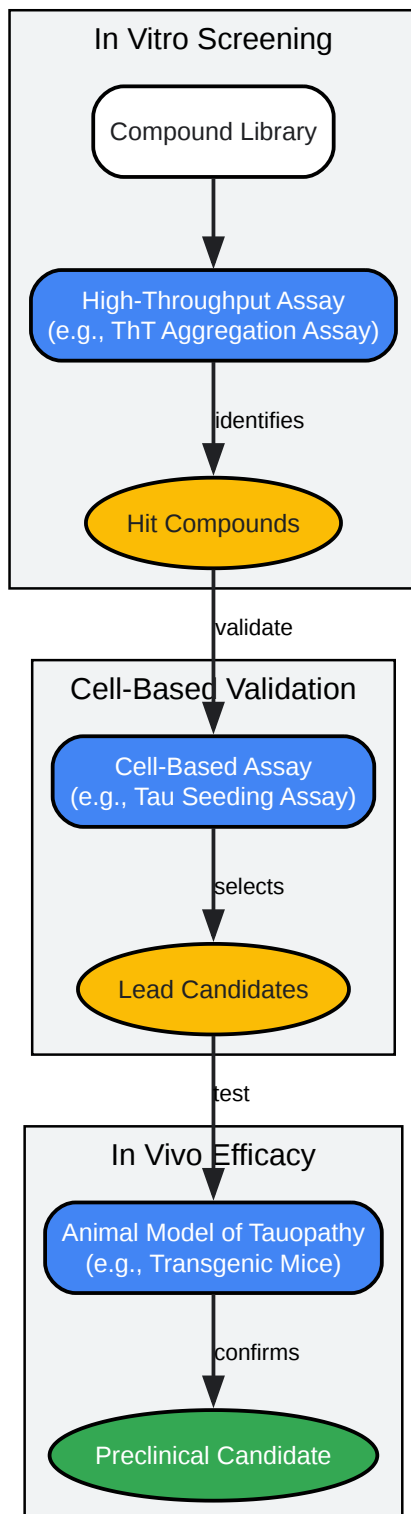 In Vitro Screening
Compound Library
High-Throughput Assay
(e.g., ThT Aggregation Assay)
identifies
Hit Compounds
validate
Cell-Based Validation
Cell-Based Assay
(e.g., Tau Seeding Assay)
selects
Lead Candidates
test
In Vivo Efficacy
Animal Model of Tauopathy
(e.g., Transgenic Mice)
confirms
Preclinical Candidate